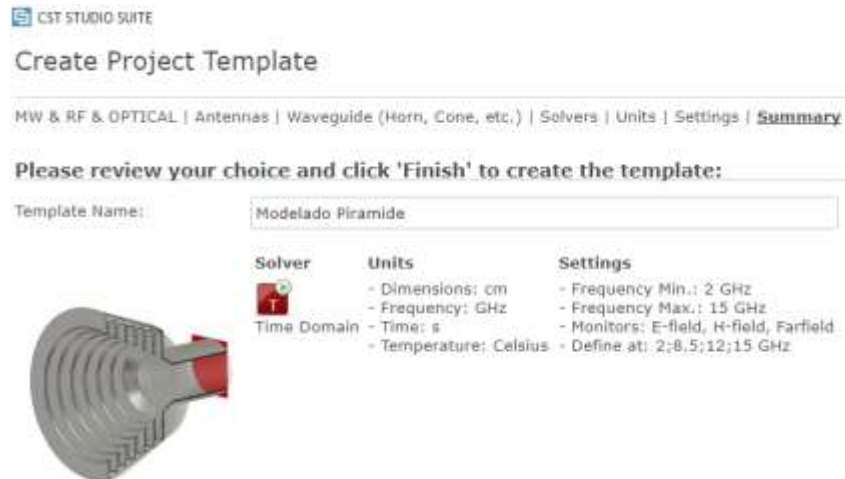 CST STUDIO SUITE
Create Project Template
MW & RF & OPTICAL | Antennas | Waveguide (Horn, Cone, etc.) | Solvers | Units | Settings | Summary
Please review your choice and click 'Finish' to create the template:
Template Name: Modelado Piramide
Solver Units Settings
- Dimensions: cm - Frequency Min.: 2 GHz
T - Frequency: GHz - Frequency Max.: 15 GHz
Time Domain - Time: s - Monitors: E-field, H-field, Farfield
- Temperature: Celsius - Define at: 2;8.5;12;15 GHz